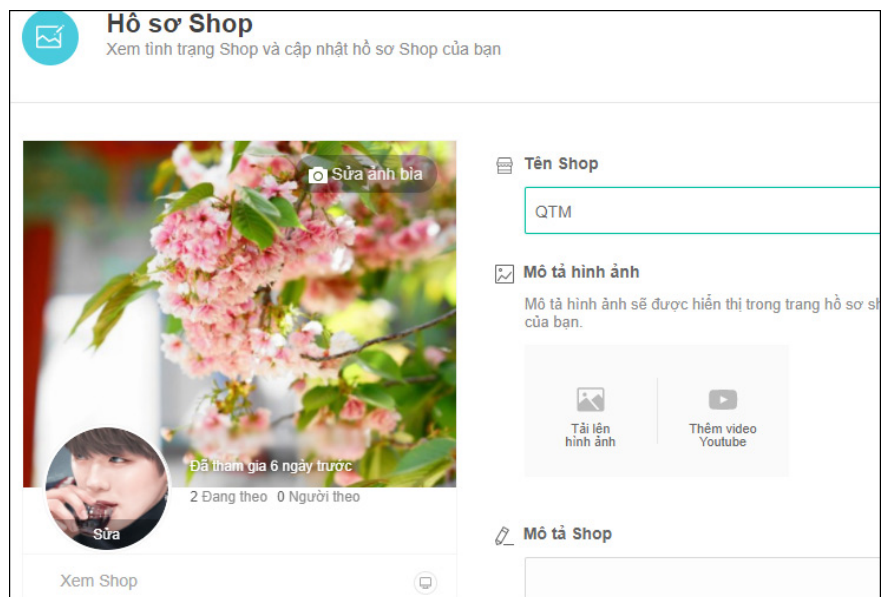 Hồ sơ Shop
Xem tình trạng Shop và cập nhật hồ sơ Shop của bạn
Sửa ảnh bìa
Đã tham gia 6 ngày trước
2 Đang theo 0 Người theo
Sửa
Xem Shop
Tên Shop
QTM
Mô tả hình ảnh
Mô tả hình ảnh sẽ được hiển thị trong trang hồ sơ
của bạn.
Tải lên
hình ảnh
Thêm video
Youtube
Mô tả Shop